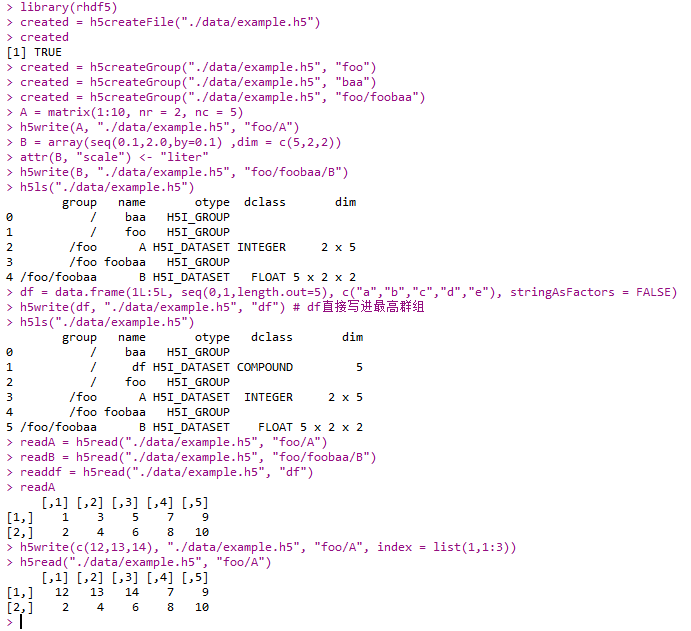 > library(rhdf5)
> created = h5createFile("./data/example.h5")
> created
[1] TRUE
> created = h5createGroup("./data/example.h5", "foo")
> created = h5createGroup("./data/example.h5", "baa")
> created = h5createGroup("./data/example.h5", "foo/foobaa")
> A = matrix(1:10, nr = 2, nc = 5)
> h5write(A, "./data/example.h5", "foo/A")
> B = array(seq(0.1,2.0,by=0.1) ,dim = c(5,2,2))
> attr(B, "scale") <- "liter"
> h5write(B, "./data/example.h5", "foo/foobaa/B")
> h5ls("./data/example.h5")
        group   name       otype  dclass       dim
0           /    baa   H5I_GROUP
1           /    foo   H5I_GROUP
2        /foo      A H5I_DATASET INTEGER     2 x 5
3        /foo foobaa   H5I_GROUP
4 /foo/foobaa      B H5I_DATASET   FLOAT 5 x 2 x 2
> df = data.frame(1L:5L, seq(0,1,length.out=5), c("a","b","c","d","e"), stringAsFactors = FALSE)
> h5write(df, "./data/example.h5", "df") # df直接写进最高群组
> h5ls("./data/example.h5")
        group   name       otype   dclass       dim
0           /    baa   H5I_GROUP
1           /     df H5I_DATASET COMPOUND         5
2           /    foo   H5I_GROUP
3        /foo      A H5I_DATASET  INTEGER     2 x 5
4        /foo foobaa   H5I_GROUP
5 /foo/foobaa      B H5I_DATASET    FLOAT 5 x 2 x 2
> readA = h5read("./data/example.h5", "foo/A")
> readB = h5read("./data/example.h5", "foo/foobaa/B")
> readdf = h5read("./data/example.h5", "df")
> readA
     [,1] [,2] [,3] [,4] [,5]
[1,]    1    3    5    7    9
[2,]    2    4    6    8   10
> h5write(c(12,13,14), "./data/example.h5", "foo/A", index = list(1,1:3))
> h5read("./data/example.h5", "foo/A")
     [,1] [,2] [,3] [,4] [,5]
[1,]   12   13   14    7    9
[2,]    2    4    6    8   10
>